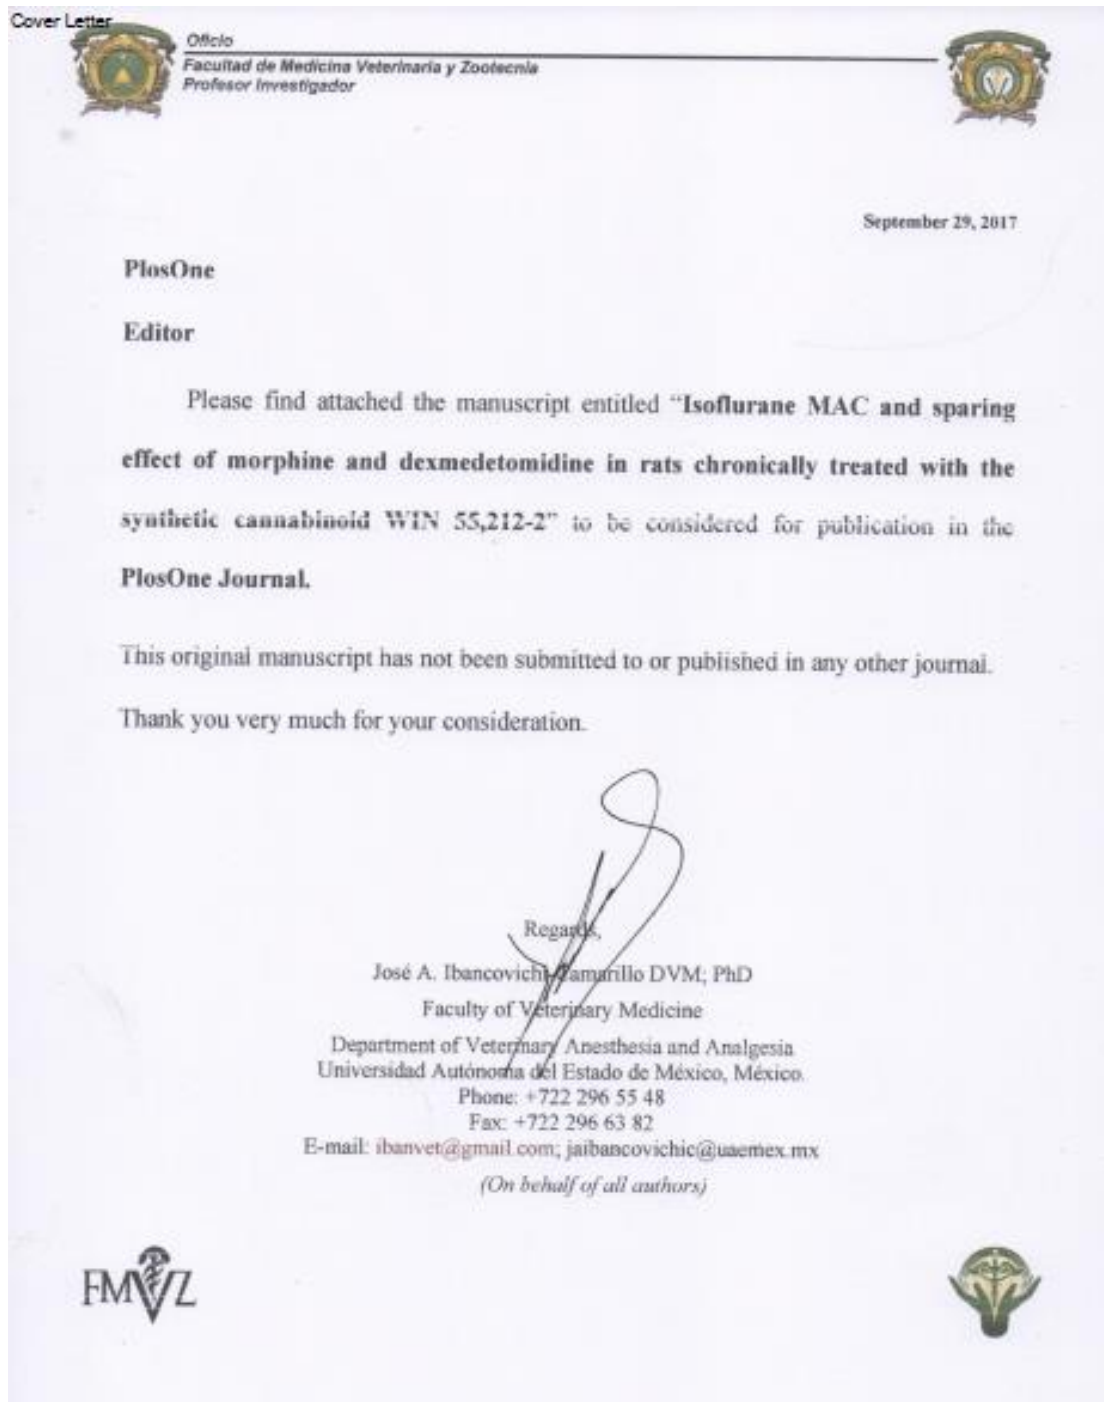 Cover Letter
Oficio
Facultad de Medicina Veterinaria y Zootecnia
Profesor Investigador
September 29, 2017
PlosOne
Editor
Please find attached the manuscript entitled “Isoflurane MAC and sparing
effect of morphine and dexmedetomidine in rats chronically treated with the
synthetic cannabinoid WIN 55,212-2” to be considered for publication in the
PlosOne Journal.
This original manuscript has not been submitted to or published in any other journal.
Thank you very much for your consideration.
Regards,
José A. Ibancovichi-Camarillo DVM; PhD
Faculty of Veterinary Medicine
Department of Veterinary Anesthesia and Analgesia
Universidad Autónoma del Estado de México, México.
Phone: +722 296 55 48
Fax: +722 296 63 82
E-mail: ibanvet@gmail.com; jaibancovichic@uaemex.mx
(On behalf of all authors)
FMVZ